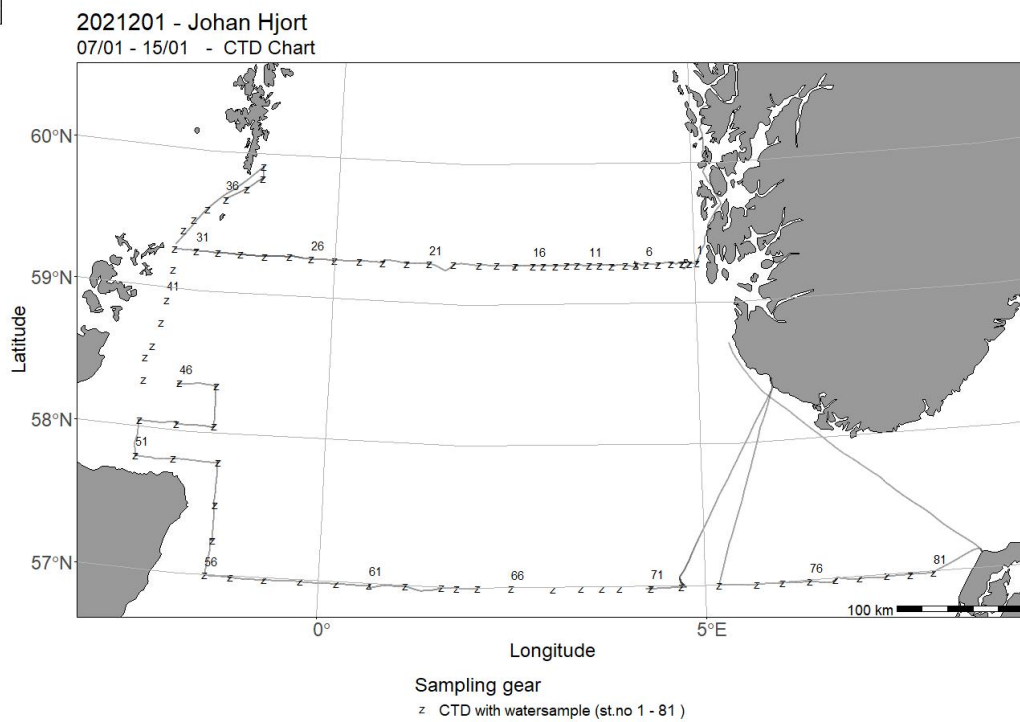 2021201 - Johan Hjort
07/01 - 15/01 - CTD Chart
60°N
59°N
58°N
57°N
Latitude
36
31
26
21
16
11
6
1
41
46
51
56
61
66
71
76
81
100 km
0°
5°E
Longitude
Sampling gear
z CTD with watersample (st.no 1 - 81 )